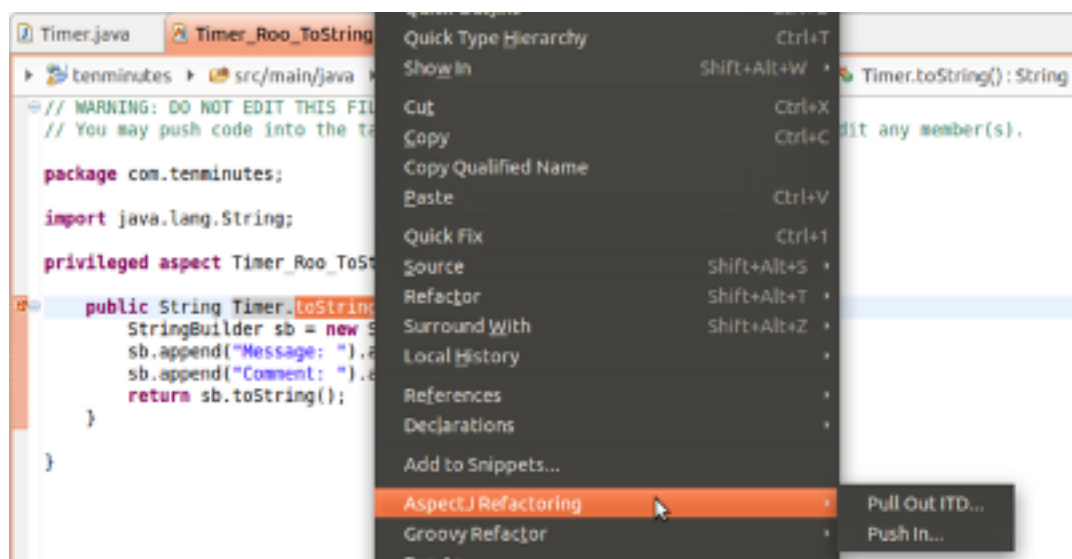 Timer.java
Timer_Roo_ToString
Quick Type Hierarchy Ctrl+T
Show In Shift+Alt+W
tenminutes src/main/java
Timer.toString() : String
Cut Ctrl+X
Copy Ctrl+C
Copy Qualified Name
Paste Ctrl+V
Quick Fix Ctrl+1
Source Shift+Alt+S
Refactor Shift+Alt+T
Surround With Shift+Alt+Z
Local History
References
Declarations
Add to Snippets...
AspectJ Refactoring
Groovy Refactor
Pull Out ITD...
Push In...
// WARNING: DO NOT EDIT THIS FIL
// You may push code into the ta
dit any member(s).
package com.tenminutes;
import java.lang.String;
privileged aspect Timer_Roo_ToSt
public String Timer.toString
StringBuilder sb = new S
sb.append("Message: ").a
sb.append("Comment: ").a
return sb.toString();
}
}